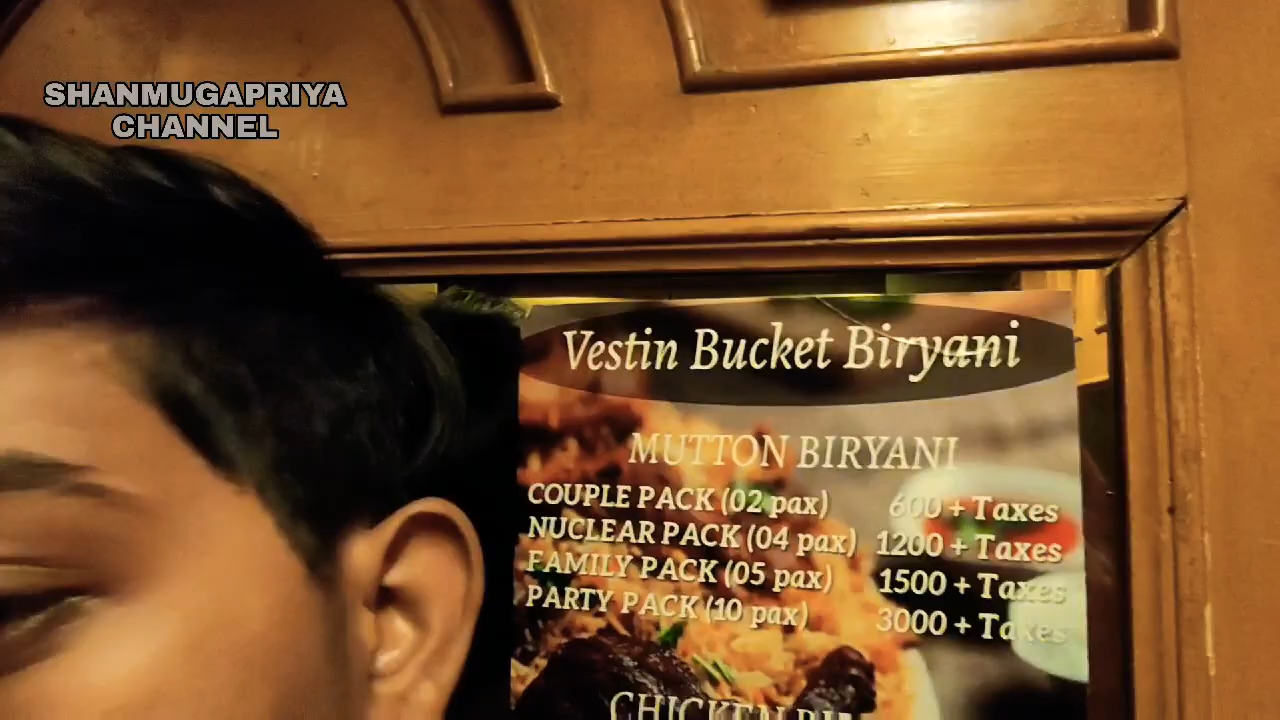 SHANMUGAPRIYA
CHANNEL
Vestin Bucket Biryani
MUTTON BIRYANI
COUPLE PACK (02 pax) 600 + Taxes
NUCLEAR PACK (04 pax) 1200 + Taxes
FAMILY PACK (05 pax) 1500 + Taxes
PARTY PACK (10 pax) 3000 + Taxes
CHICKEN